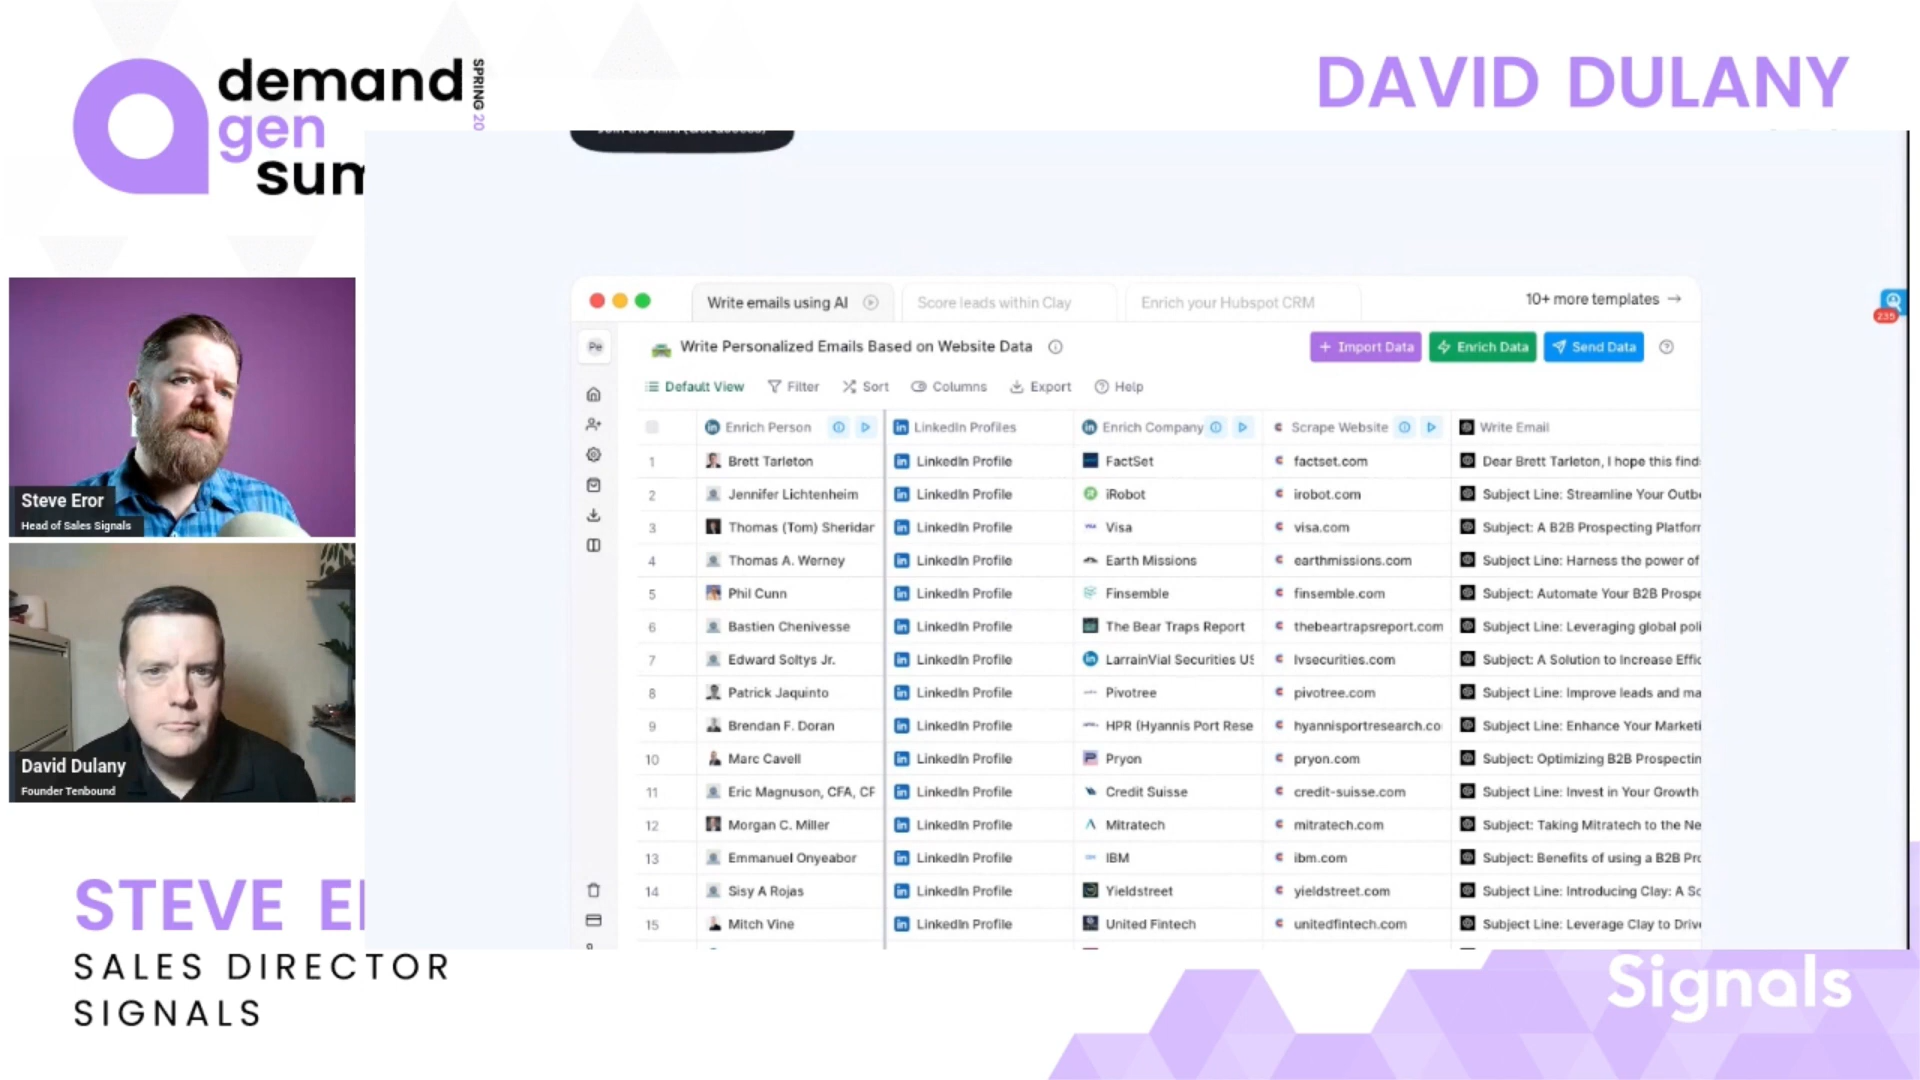 demand
gen
sum
SPRING 20
DAVID DULANY
Steve Eror
Head of Sales Signals
David Dulany
Founder Tenbound
STEVE E
SALES DIRECTOR
SIGNALS
Write emails using AI
Score leads within Clay
Enrich your Hubspot CRM
10+ more templates →
235
Pe
Write Personalized Emails Based on Website Data
+ Import Data
Enrich Data
Send Data
Default View Filter Sort Columns Export Help
Enrich Person LinkedIn Profiles Enrich Company Scrape Website Write Email
1 Brett Tarleton LinkedIn Profile FactSet factset.com Dear Brett Tarleton, I hope this find
2 Jennifer Lichtenheim LinkedIn Profile iRobot irobot.com Subject Line: Streamline Your Outb
3 Thomas (Tom) Sheridan LinkedIn Profile Visa visa.com Subject: A B2B Prospecting Platfor
4 Thomas A. Werney LinkedIn Profile Earth Missions earthmissions.com Subject Line: Harness the power of
5 Phil Cunn LinkedIn Profile Finsemble finsemble.com Subject: Automate Your B2B Prospe
6 Bastien Chenivesse LinkedIn Profile The Bear Traps Report thebeartrapsreport.com Subject Line: Leveraging global poli
7 Edward Soltys Jr. LinkedIn Profile LarrainVial Securities US lvsecurities.com Subject: A Solution to Increase Effic
8 Patrick Jaquinto LinkedIn Profile Pivotree pivotree.com Subject Line: Improve leads and ma
9 Brendan F. Doran LinkedIn Profile HPR (Hyannis Port Rese hyannisportresearch.co Subject Line: Enhance Your Marketi
10 Marc Cavell LinkedIn Profile Pryon pryon.com Subject: Optimizing B2B Prospectin
11 Eric Magnuson, CFA, CF LinkedIn Profile Credit Suisse credit-suisse.com Subject Line: Invest in Your Growth
12 Morgan C. Miller LinkedIn Profile Mitratech mitratech.com Subject: Taking Mitratech to the Ne
13 Emmanuel Onyeabor LinkedIn Profile IBM ibm.com Subject: Benefits of using a B2B Pr
14 Sisy A Rojas LinkedIn Profile Yieldstreet yieldstreet.com Subject Line: Introducing Clay: A Sc
15 Mitch Vine LinkedIn Profile United Fintech unitedfintech.com Subject Line: Leverage Clay to Driv
Signals